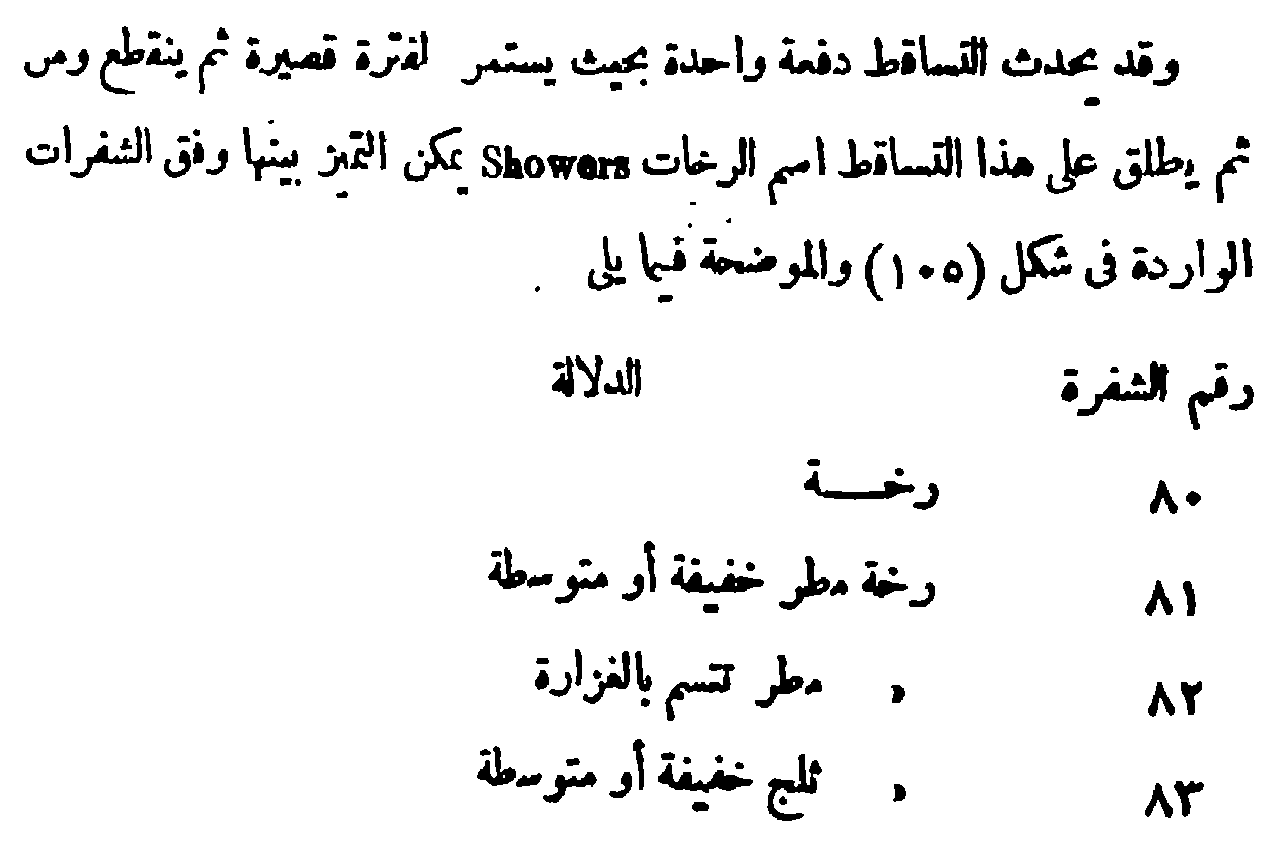 وقد يحدث التساقط دفعة واحدة بحيث يستمر لفترة قصيرة ثم ينقطع ومن
ثم يطلق على هذا التساقط اسم الرخات Showers يمكن التميز بينها وفق الشفرات
الواردة فى شكل (١٠٥) والموضحة فيما يلى
رقم الشفرة الدلالة
٨٠ رخـــة
٨١ رخة مطر خفيفة أو متوسطة
٨٢ » مطر تتسم بالغزارة
٨٣ » ثلج خفيفة أو متوسطة